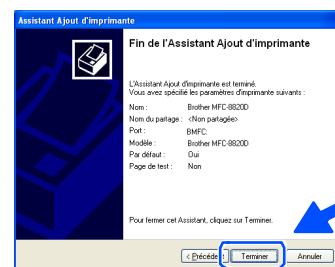 Assistant Ajout d'imprimante
Fin de l'Assistant Ajout d'imprimante
L'Assistant Ajout d'imprimante est terminé.
Vous avez spécifié les paramètres d'imprimante suivants :
Nom : Brother MFC-8820D
Nom du partage : <Non partagée>
Port : BMFC:
Modèle : Brother MFC-8820D
Par défaut : Oui
Page de test : Non
Pour fermer cet Assistant, cliquez sur Terminer.
< Précéde Terminer Annuler